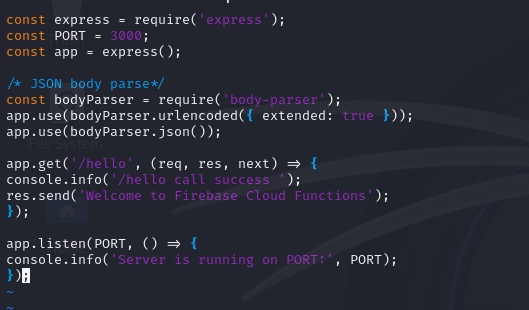 const express = require('express');
const PORT = 3000;
const app = express();
/* JSON body parse*/
const bodyParser = require('body-parser');
app.use(bodyParser.urlencoded({ extended: true }));
app.use(bodyParser.json());
File System
app.get('/hello', (req, res, next) => {
console.info('/hello call success ');
res.send('Welcome to Firebase Cloud Functions');
});
app.listen(PORT, () => {
console.info('Server is running on PORT:', PORT);
});
~
~